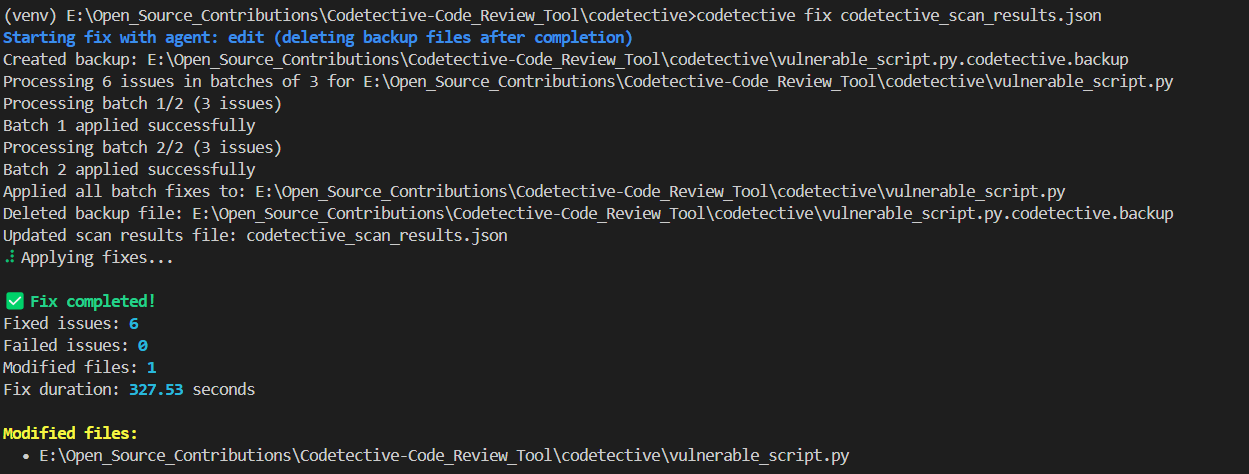 (venv) E:\Open_Source_Contributions\Codetective-Code_Review_Tool\codetective>codetective fix codetective_scan_results.json
Starting fix with agent: edit (deleting backup files after completion)
Created backup: E:\Open_Source_Contributions\Codetective-Code_Review_Tool\codetective\vulnerable_script.py.codetective.backup
Processing 6 issues in batches of 3 for E:\Open_Source_Contributions\Codetective-Code_Review_Tool\codetective\vulnerable_script.py
Processing batch 1/2 (3 issues)
Batch 1 applied successfully
Processing batch 2/2 (3 issues)
Batch 2 applied successfully
Applied all batch fixes to: E:\Open_Source_Contributions\Codetective-Code_Review_Tool\codetective\vulnerable_script.py
Deleted backup file: E:\Open_Source_Contributions\Codetective-Code_Review_Tool\codetective\vulnerable_script.py.codetective.backup
Updated scan results file: codetective_scan_results.json
Applying fixes...
✅ Fix completed!
Fixed issues: 6
Failed issues: 0
Modified files: 1
Fix duration: 327.53 seconds
Modified files:
• E:\Open_Source_Contributions\Codetective-Code_Review_Tool\codetective\vulnerable_script.py